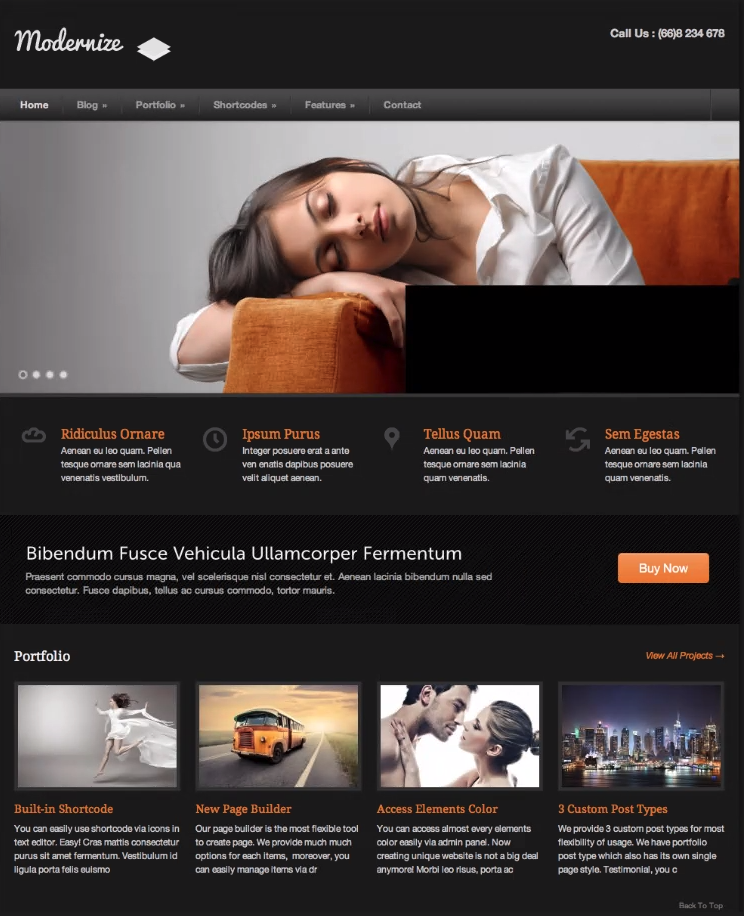 Modernize
Call Us : (66)8 234 678
Home
Blog »
Portfolio »
Shortcodes »
Features »
Contact
Ridiculus Ornare
Aenean eu leo quam. Pellen
tesque ornare sem lacinia qua
venenatis vestibulum.
Ipsum Purus
Integer posuere erat a ante
ven enatis dapibus posuere
velit aliquet aenean.
Tellus Quam
Aenean eu leo quam. Pellen
tesque ornare sem lacinia
quam venenatis.
Sem Egestas
Aenean eu leo quam. Pellen
tesque ornare sem lacinia
quam venenatis.
Bibendum Fusce Vehicula Ullamcorper Fermentum
Praesent commodo cursus magna, vel scelerisque nisl consectetur et. Aenean lacinia bibendum nulla sed
consectetur. Fusce dapibus, tellus ac cursus commodo, tortor mauris.
Buy Now
Portfolio
View All Projects →
Built-in Shortcode
You can easily use shortcode via icons in
text editor. Easy! Cras mattis consectetur
purus sit amet fermentum. Vestibulum id
ligula porta felis euismo
New Page Builder
Our page builder is the most flexible tool
to create page. We provide much much
options for each items, moreover, you
can easily manage items via dr
Access Elements Color
You can access almost every elements
color easily via admin panel. Now
creating unique website is not a big deal
anymore! Morbi leo risus, porta ac
3 Custom Post Types
We provide 3 custom post types for most
flexibility of usage. We have portfolio
post type which also has its own single
page style. Testimonial, you c
Back To Top